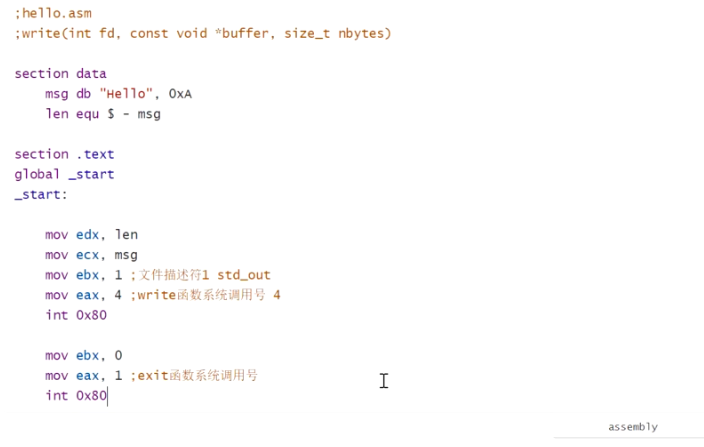 ;hello.asm
;write(int fd, const void *buffer, size_t nbytes)
section data
msg db "Hello", 0xA
len equ $ - msg
section .text
global _start
_start:
mov edx, len
mov ecx, msg
mov ebx, 1 ;文件描述符1 std_out
mov eax, 4 ;write函数系统调用号 4
int 0x80
mov ebx, 0
mov eax, 1 ;exit函数系统调用号
int 0x80
assembly